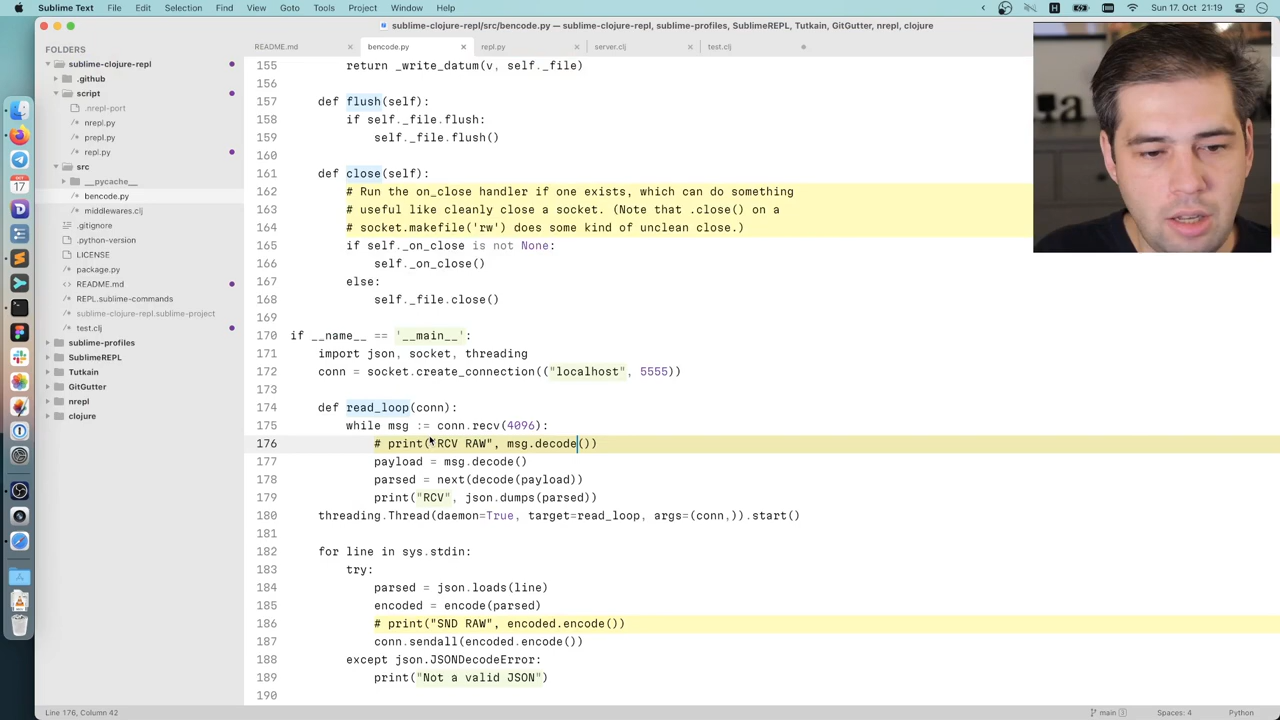 Sublime Text File Edit Selection Find View Goto Tools Project Window Help Sun 17. Oct 21:19
sublime-clojure-repl/src/bencode.py — sublime-clojure-repl, sublime-profiles, SublimeREPL, Tutkain, GitGutter, nrepl, clojure
FOLDERS
sublime-clojure-repl
.github
script
.nrepl-port
nrepl.py
prepl.py
repl.py
src
__pycache__
bencode.py
middlewares.clj
.gitignore
.python-version
LICENSE
package.py
README.md
REPL.sublime-commands
sublime-clojure-repl.sublime-project
test.clj
sublime-profiles
SublimeREPL
Tutkain
GitGutter
nrepl
clojure
README.md bencode.py repl.py server.clj test.clj
155 return _write_datum(v, self._file)
156
157 def flush(self):
158 if self._file.flush:
159 self._file.flush()
160
161 def close(self):
162 # Run the on_close handler if one exists, which can do something
163 # useful like cleanly close a socket. (Note that .close() on a
164 # socket.makefile('rw') does some kind of unclean close.)
165 if self._on_close is not None:
166 self._on_close()
167 else:
168 self._file.close()
169
170 if __name__ == '__main__':
171 import json, socket, threading
172 conn = socket.create_connection(("localhost", 5555))
173
174 def read_loop(conn):
175 while msg := conn.recv(4096):
176 # print("RCV RAW", msg.decode())
177 payload = msg.decode()
178 parsed = next(decode(payload))
179 print("RCV", json.dumps(parsed))
180 threading.Thread(daemon=True, target=read_loop, args=(conn,)).start()
181
182 for line in sys.stdin:
183 try:
184 parsed = json.loads(line)
185 encoded = encode(parsed)
186 # print("SND RAW", encoded.encode())
187 conn.sendall(encoded.encode())
188 except json.JSONDecodeError:
189 print("Not a valid JSON")
190
Line 176, Column 42 main 3 Spaces: 4 Python
OCT
17